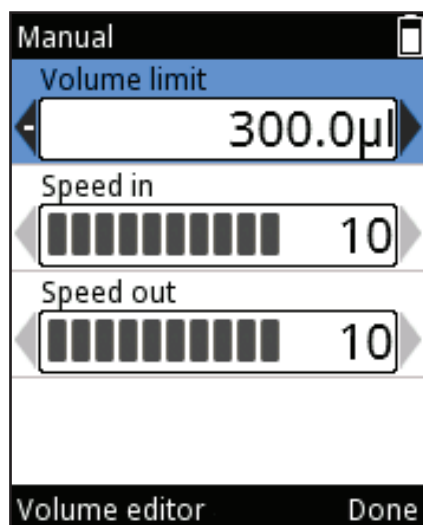 Manual
Volume limit
-
300.0µl
Speed in
10
Speed out
10
Volume editor Done